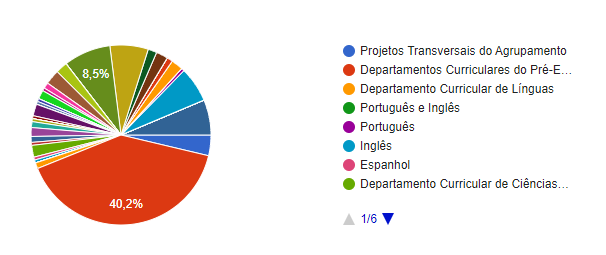 8,5%
40,2%
Projetos Transversais do Agrupamento
Departamentos Curriculares do Pré-E...
Departamento Curricular de Línguas
Português e Inglês
Português
Inglês
Espanhol
Departamento Curricular de Ciências...
1/6